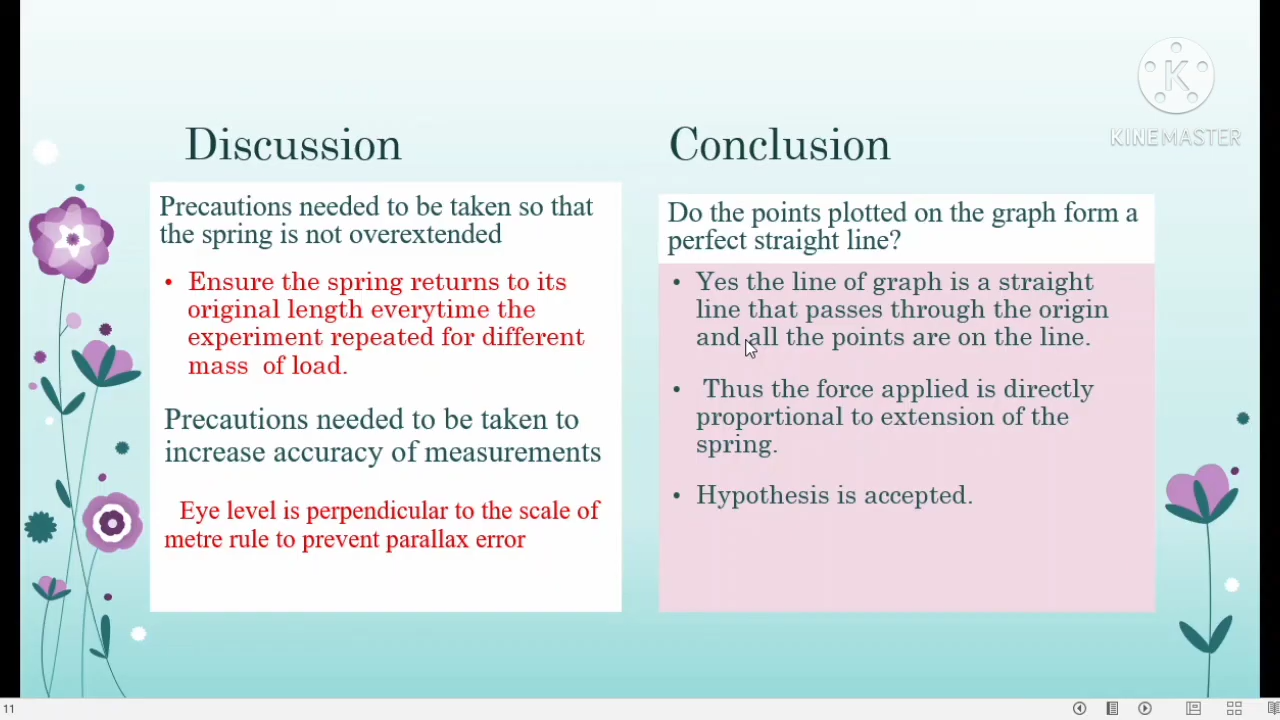 Discussion
Precautions needed to be taken so that
the spring is not overextended
• Ensure the spring returns to its
original length everytime the
experiment repeated for different
mass of load.
Precautions needed to be taken to
increase accuracy of measurements
Eye level is perpendicular to the scale of
metre rule to prevent parallax error
Conclusion
Do the points plotted on the graph form a
perfect straight line?
• Yes the line of graph is a straight
line that passes through the origin
and all the points are on the line.
• Thus the force applied is directly
proportional to extension of the
spring.
• Hypothesis is accepted.
K
KINEMASTER
11